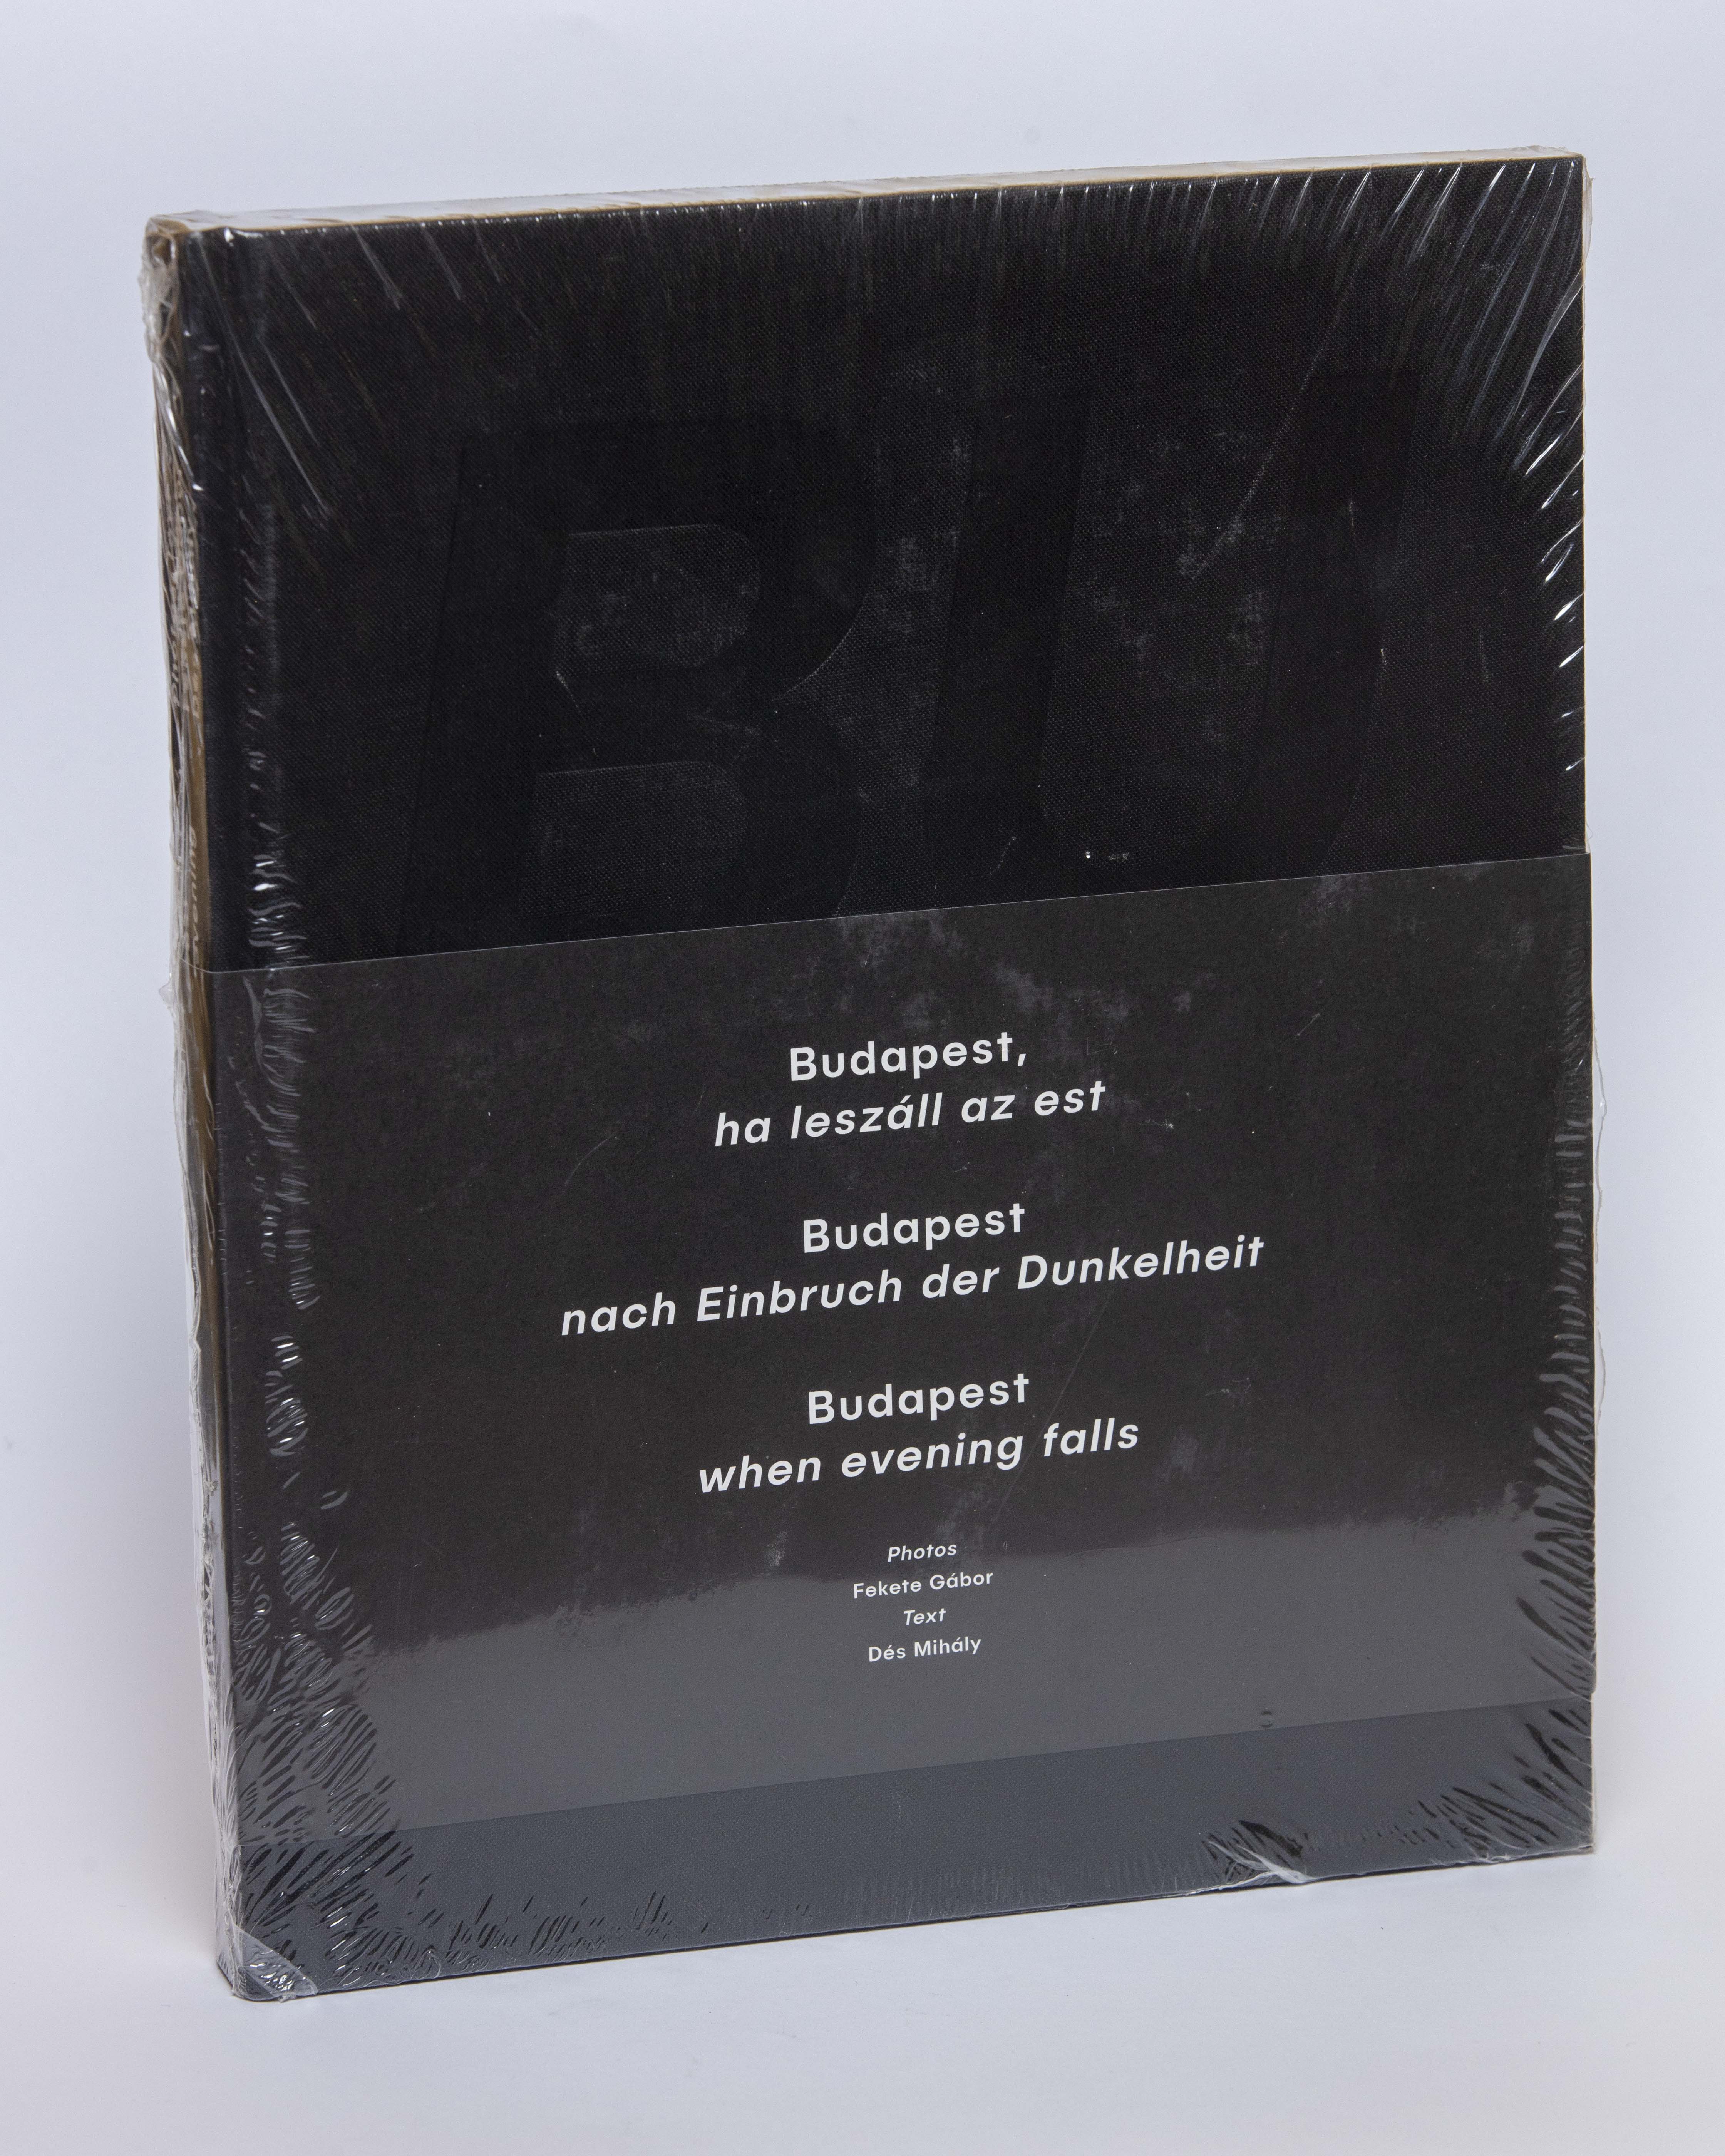 BU
Budapest,
ha leszáll az est
Budapest
nach Einbruch der Dunkelheit
Budapest
when evening falls
Photos
Fekete Gábor
Text
Dés Mihály